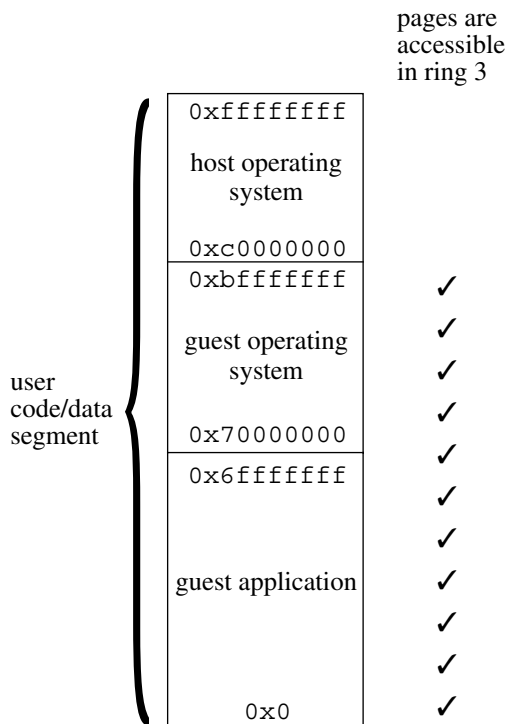 pages are
accessible
in ring 3
0xffffffff
host operating
system
0xc0000000
0xbfffffff
✓
✓
guest operating
system
✓
user
code/data
segment
✓
0x70000000
✓
0x6fffffff
✓
✓
guest application
✓
✓
✓
0x0
✓